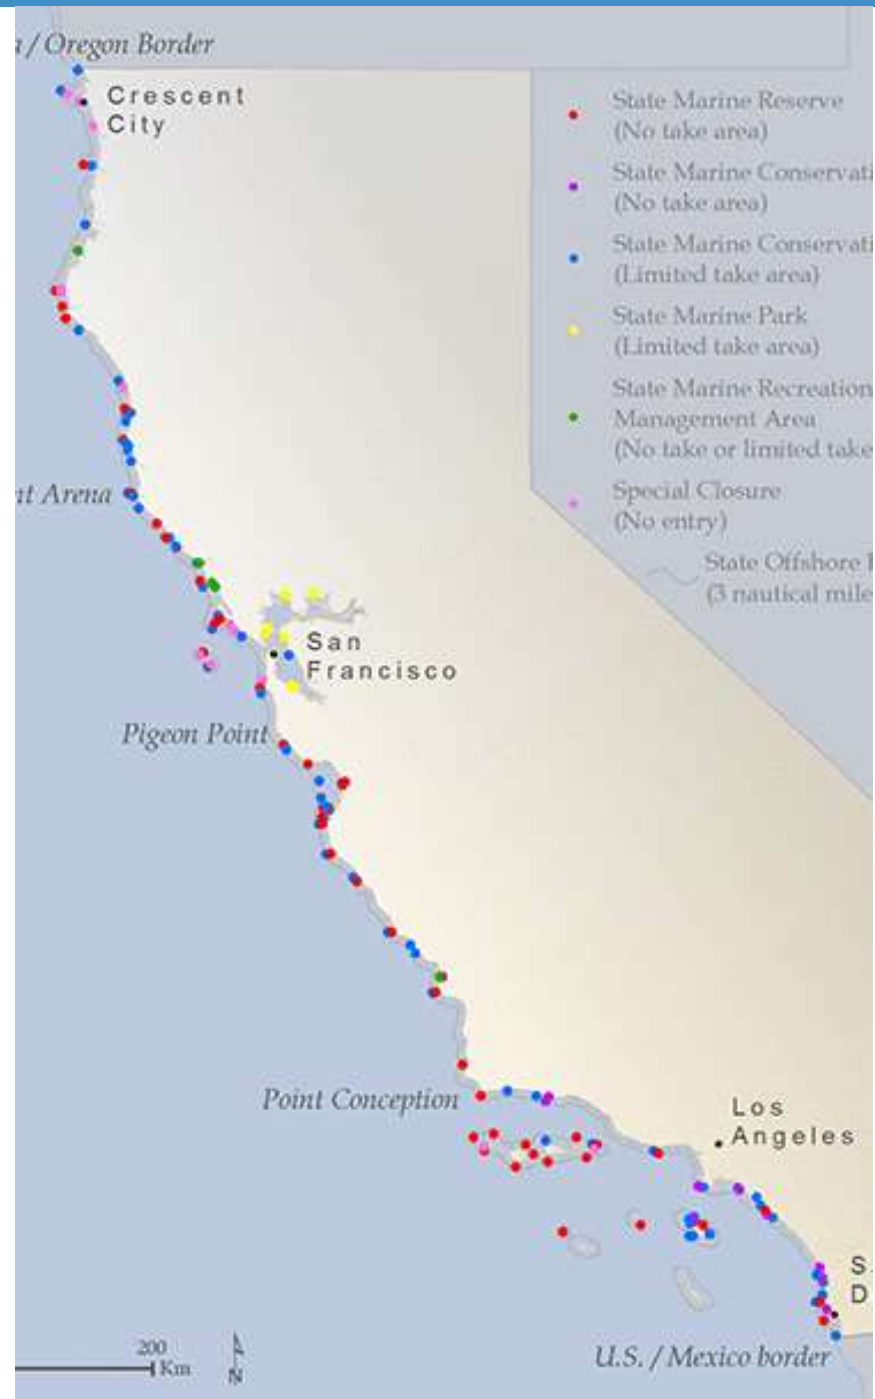 a / Oregon Border
Crescent
City
State Marine Reserve
(No take area)
State Marine Conservati
(No take area)
State Marine Conservati
(Limited take area)
State Marine Park
(Limited take area)
State Marine Recreation
Management Area
(No take or limited take
Special Closure
(No entry)
State Offshore
(3 nautical mile
nt Arena
San
Francisco
Pigeon Point
Point Conception
Los
Angeles
S
D
U.S. / Mexico border
200
Km
N